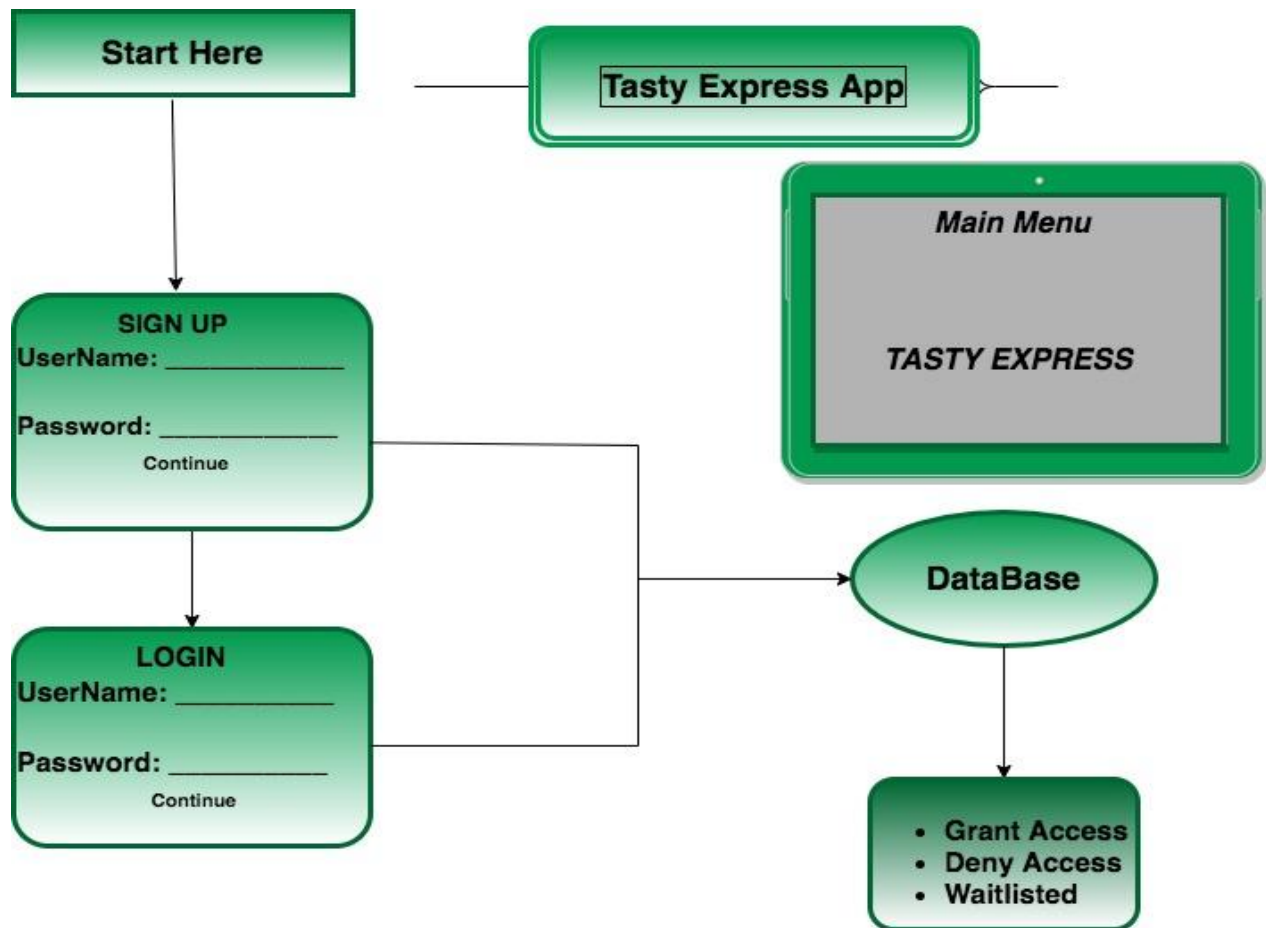 Start Here
Tasty Express App
Main Menu
TASTY EXPRESS
SIGN UP
UserName: ____________
Password: ____________
Continue
LOGIN
UserName: ___________
Password: ___________
Continue
DataBase
• Grant Access
• Deny Access
• Waitlisted